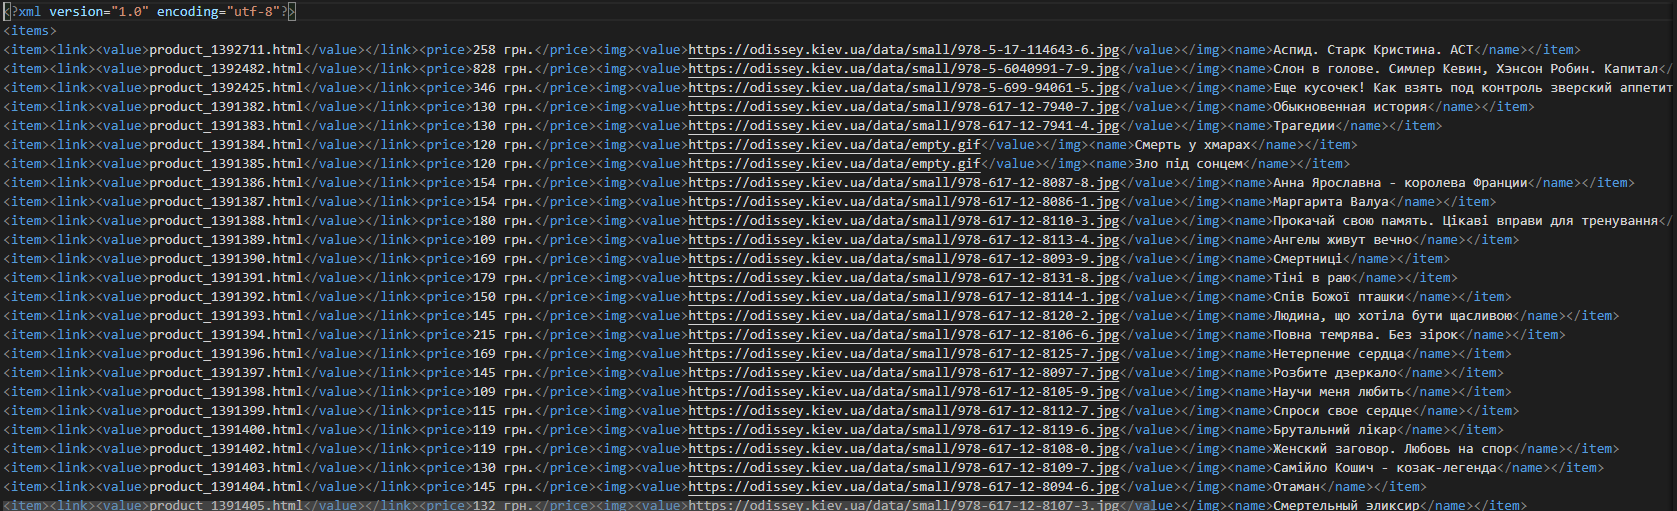 <?xml version="1.0" encoding="utf-8"?>
<items>
<item><link><value>product_1392711.html</value></link><price>258 грн.</price><img><value>https://odissey.kiev.ua/data/small/978-5-17-114643-6.jpg</value></img><name>Аспид. Старк Кристина. АСТ</name></item>
<item><link><value>product_1392482.html</value></link><price>828 грн.</price><img><value>https://odissey.kiev.ua/data/small/978-5-6040991-7-9.jpg</value></img><name>Слон в голове. Симлер Кевин, Хэнсон Робин. Капитал</
<item><link><value>product_1392425.html</value></link><price>346 грн.</price><img><value>https://odissey.kiev.ua/data/small/978-5-699-94061-5.jpg</value></img><name>Еще кусочек! Как взять под контроль зверский аппетит
<item><link><value>product_1391382.html</value></link><price>130 грн.</price><img><value>https://odissey.kiev.ua/data/small/978-617-12-7940-7.jpg</value></img><name>Обыкновенная история</name></item>
<item><link><value>product_1391383.html</value></link><price>130 грн.</price><img><value>https://odissey.kiev.ua/data/small/978-617-12-7941-4.jpg</value></img><name>Трагедии</name></item>
<item><link><value>product_1391384.html</value></link><price>120 грн.</price><img><value>https://odissey.kiev.ua/data/empty.gif</value></img><name>Смерть у хмарах</name></item>
<item><link><value>product_1391385.html</value></link><price>120 грн.</price><img><value>https://odissey.kiev.ua/data/empty.gif</value></img><name>Зло під сонцем</name></item>
<item><link><value>product_1391386.html</value></link><price>154 грн.</price><img><value>https://odissey.kiev.ua/data/small/978-617-12-8087-8.jpg</value></img><name>Анна Ярославна - королева Франции</name></item>
<item><link><value>product_1391387.html</value></link><price>154 грн.</price><img><value>https://odissey.kiev.ua/data/small/978-617-12-8086-1.jpg</value></img><name>Маргарита Валуа</name></item>
<item><link><value>product_1391388.html</value></link><price>180 грн.</price><img><value>https://odissey.kiev.ua/data/small/978-617-12-8110-3.jpg</value></img><name>Прокачай свою память. Цікаві вправи для тренування</
<item><link><value>product_1391389.html</value></link><price>109 грн.</price><img><value>https://odissey.kiev.ua/data/small/978-617-12-8113-4.jpg</value></img><name>Ангелы живут вечно</name></item>
<item><link><value>product_1391390.html</value></link><price>169 грн.</price><img><value>https://odissey.kiev.ua/data/small/978-617-12-8093-9.jpg</value></img><name>Смертниці</name></item>
<item><link><value>product_1391391.html</value></link><price>179 грн.</price><img><value>https://odissey.kiev.ua/data/small/978-617-12-8131-8.jpg</value></img><name>Тіні в раю</name></item>
<item><link><value>product_1391392.html</value></link><price>150 грн.</price><img><value>https://odissey.kiev.ua/data/small/978-617-12-8114-1.jpg</value></img><name>Спів Божої пташки</name></item>
<item><link><value>product_1391393.html</value></link><price>145 грн.</price><img><value>https://odissey.kiev.ua/data/small/978-617-12-8120-2.jpg</value></img><name>Людина, що хотіла бути щасливою</name></item>
<item><link><value>product_1391394.html</value></link><price>215 грн.</price><img><value>https://odissey.kiev.ua/data/small/978-617-12-8106-6.jpg</value></img><name>Повна темрява. Без зірок</name></item>
<item><link><value>product_1391396.html</value></link><price>169 грн.</price><img><value>https://odissey.kiev.ua/data/small/978-617-12-8125-7.jpg</value></img><name>Нетерпение сердца</name></item>
<item><link><value>product_1391397.html</value></link><price>145 грн.</price><img><value>https://odissey.kiev.ua/data/small/978-617-12-8097-7.jpg</value></img><name>Розбите дзеркало</name></item>
<item><link><value>product_1391398.html</value></link><price>109 грн.</price><img><value>https://odissey.kiev.ua/data/small/978-617-12-8105-9.jpg</value></img><name>Научи меня любить</name></item>
<item><link><value>product_1391399.html</value></link><price>115 грн.</price><img><value>https://odissey.kiev.ua/data/small/978-617-12-8112-7.jpg</value></img><name>Спроси свое сердце</name></item>
<item><link><value>product_1391400.html</value></link><price>119 грн.</price><img><value>https://odissey.kiev.ua/data/small/978-617-12-8119-6.jpg</value></img><name>Брутальний лікар</name></item>
<item><link><value>product_1391402.html</value></link><price>119 грн.</price><img><value>https://odissey.kiev.ua/data/small/978-617-12-8108-0.jpg</value></img><name>Женский заговор. Любовь на спор</name></item>
<item><link><value>product_1391403.html</value></link><price>130 грн.</price><img><value>https://odissey.kiev.ua/data/small/978-617-12-8109-7.jpg</value></img><name>Самійло Кошич - козак-легенда</name></item>
<item><link><value>product_1391404.html</value></link><price>145 грн.</price><img><value>https://odissey.kiev.ua/data/small/978-617-12-8094-6.jpg</value></img><name>Отаман</name></item>
<item><link><value>product_1391405.html</value></link><price>132 грн.</price><img><value>https://odissey.kiev.ua/data/small/978-617-12-8107-3.jpg</value></img><name>Смертельный эликсир</name></item>